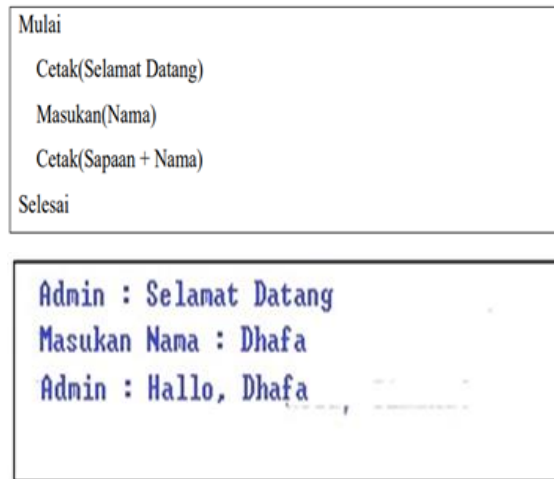 Mulai
Cetak(Selamat Datang)
Masukan(Nama)
Cetak(Sapaan + Nama)
Selesai
Admin : Selamat Datang
Masukan Nama : Dhafa
Admin : Hallo, Dhafa